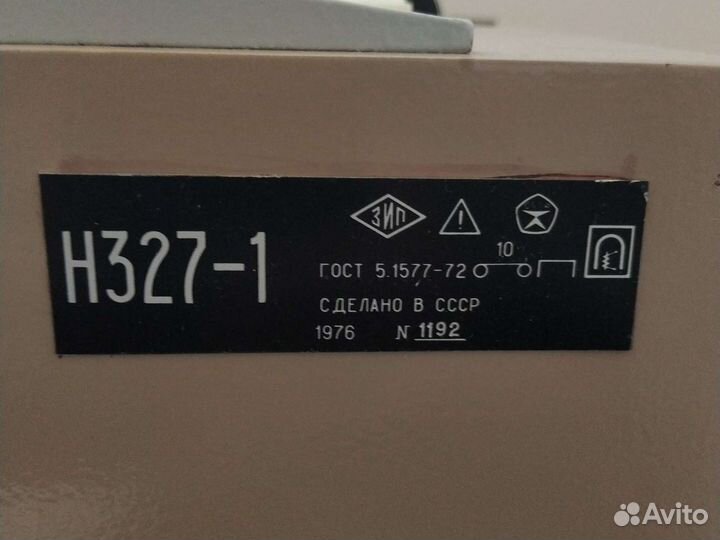 Н327-1
ЗИП
10
ГОСТ 5.1577-72
СДЕЛАНО В СССР
1976 N 1192
Avito